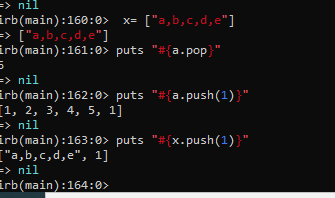 => nil
irb(main):160:0>  x= ["a,b,c,d,e"]
=> ["a,b,c,d,e"]
irb(main):161:0> puts "#{a.pop}"
5
=> nil
irb(main):162:0> puts "#{a.push(1)}"
[1, 2, 3, 4, 5, 1]
=> nil
irb(main):163:0> puts "#{x.push(1)}"
["a,b,c,d,e", 1]
=> nil
irb(main):164:0>